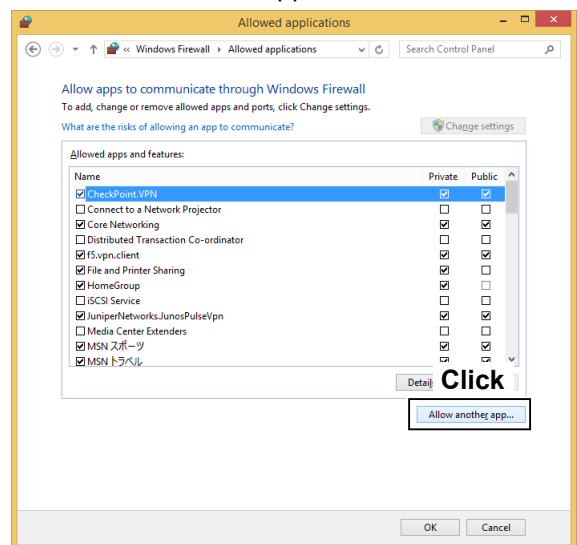 Allowed applications
« Windows Firewall Allowed applications Search Control Panel
Allow apps to communicate through Windows Firewall
To add, change or remove allowed apps and ports, click Change settings.
What are the risks of allowing an app to communicate? Change settings
Allowed apps and features:
Name Private Public
CheckPoint.VPN
Connect to a Network Projector
Core Networking
Distributed Transaction Co-ordinator
f5.vpn.client
File and Printer Sharing
HomeGroup
iSCSI Service
JuniperNetworks.JunosPulseVpn
Media Center Extenders
MSN スポーツ
MSN トラベル
Click
Allow another app...
OK Cancel